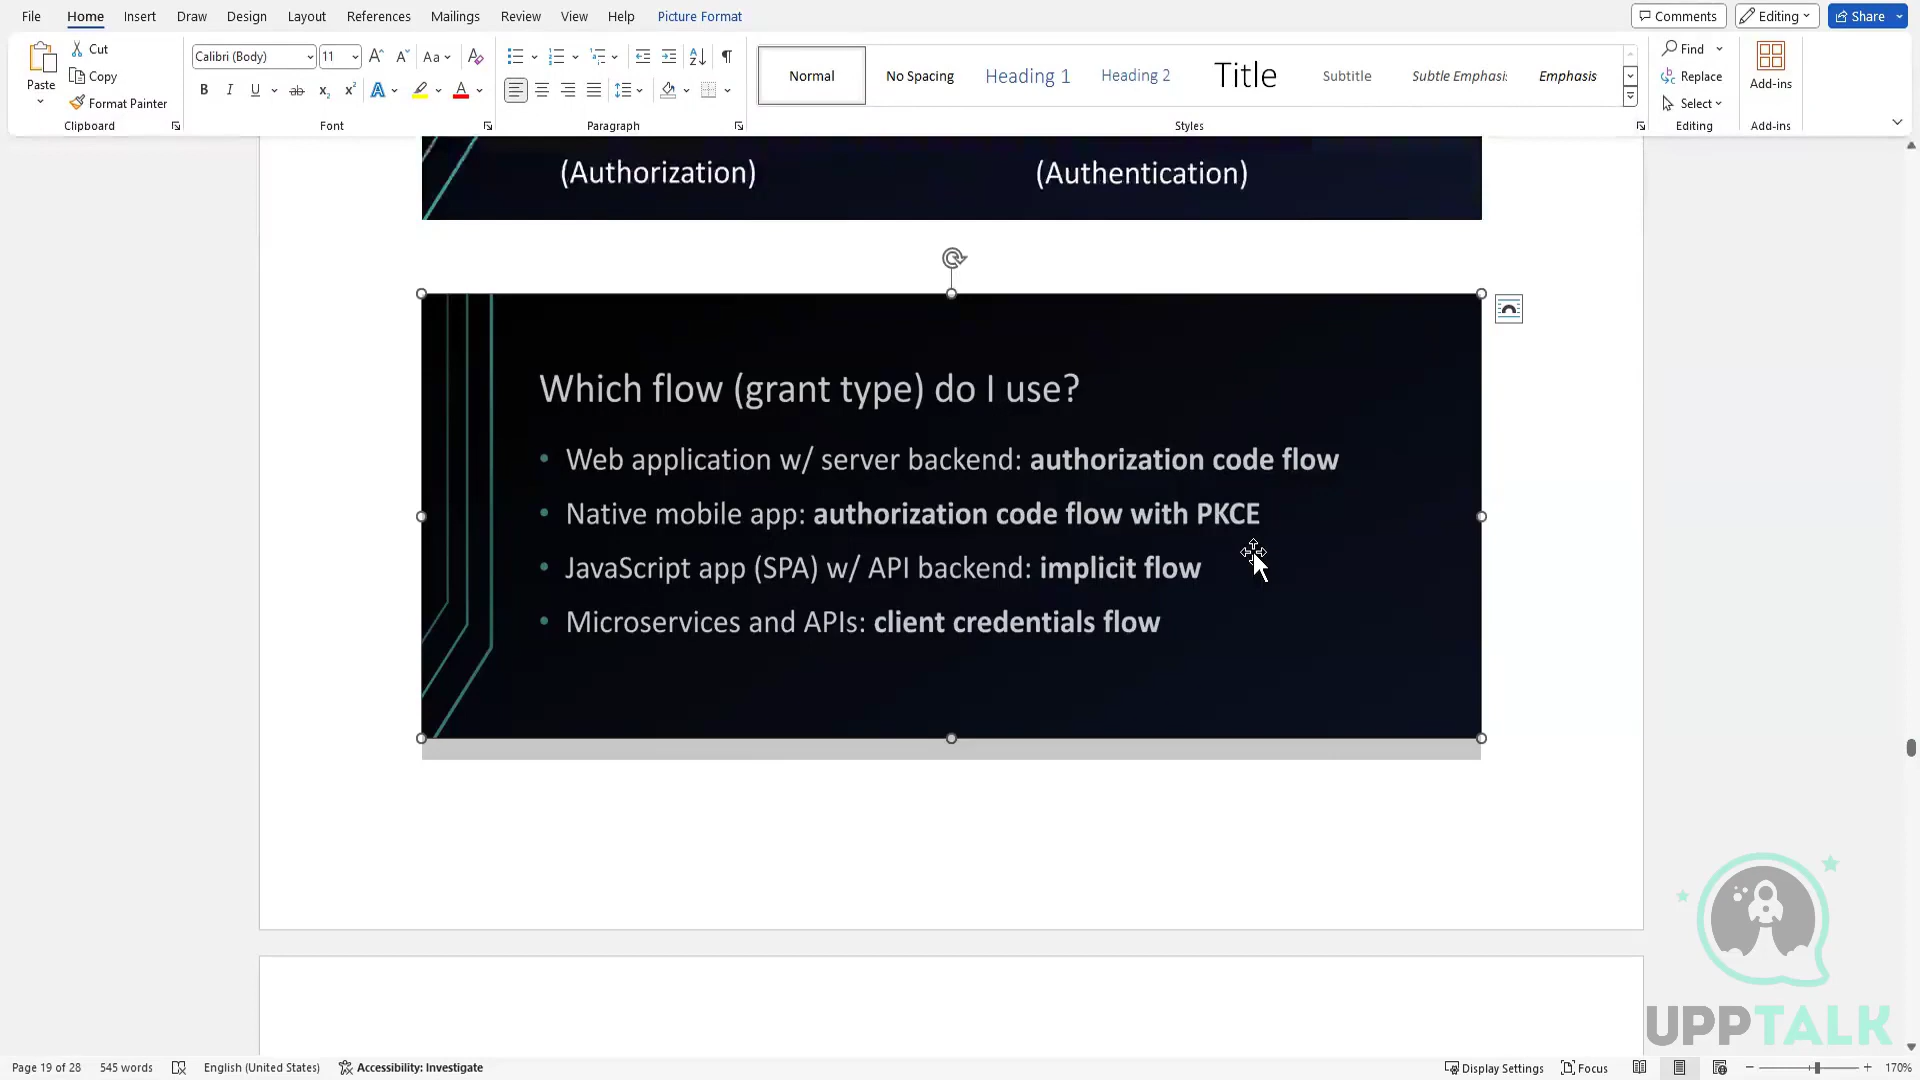 File Home Insert Draw Design Layout References Mailings Review View Help Picture Format
Comments Editing Share
Paste
Cut
Copy
Format Painter
Clipboard
Calibri (Body) 11
Font
Paragraph
Normal No Spacing Heading 1 Heading 2 Title Subtitle Subtle Emphasis Emphasis
Styles
Find
Replace
Select
Editing
Add-ins
Add-ins
(Authorization) (Authentication)
Which flow (grant type) do I use?
• Web application w/ server backend: authorization code flow
• Native mobile app: authorization code flow with PKCE
• JavaScript app (SPA) w/ API backend: implicit flow
• Microservices and APIs: client credentials flow
UPPTALK
Page 19 of 28 545 words English (United States) Accessibility: Investigate Display Settings Focus 170%